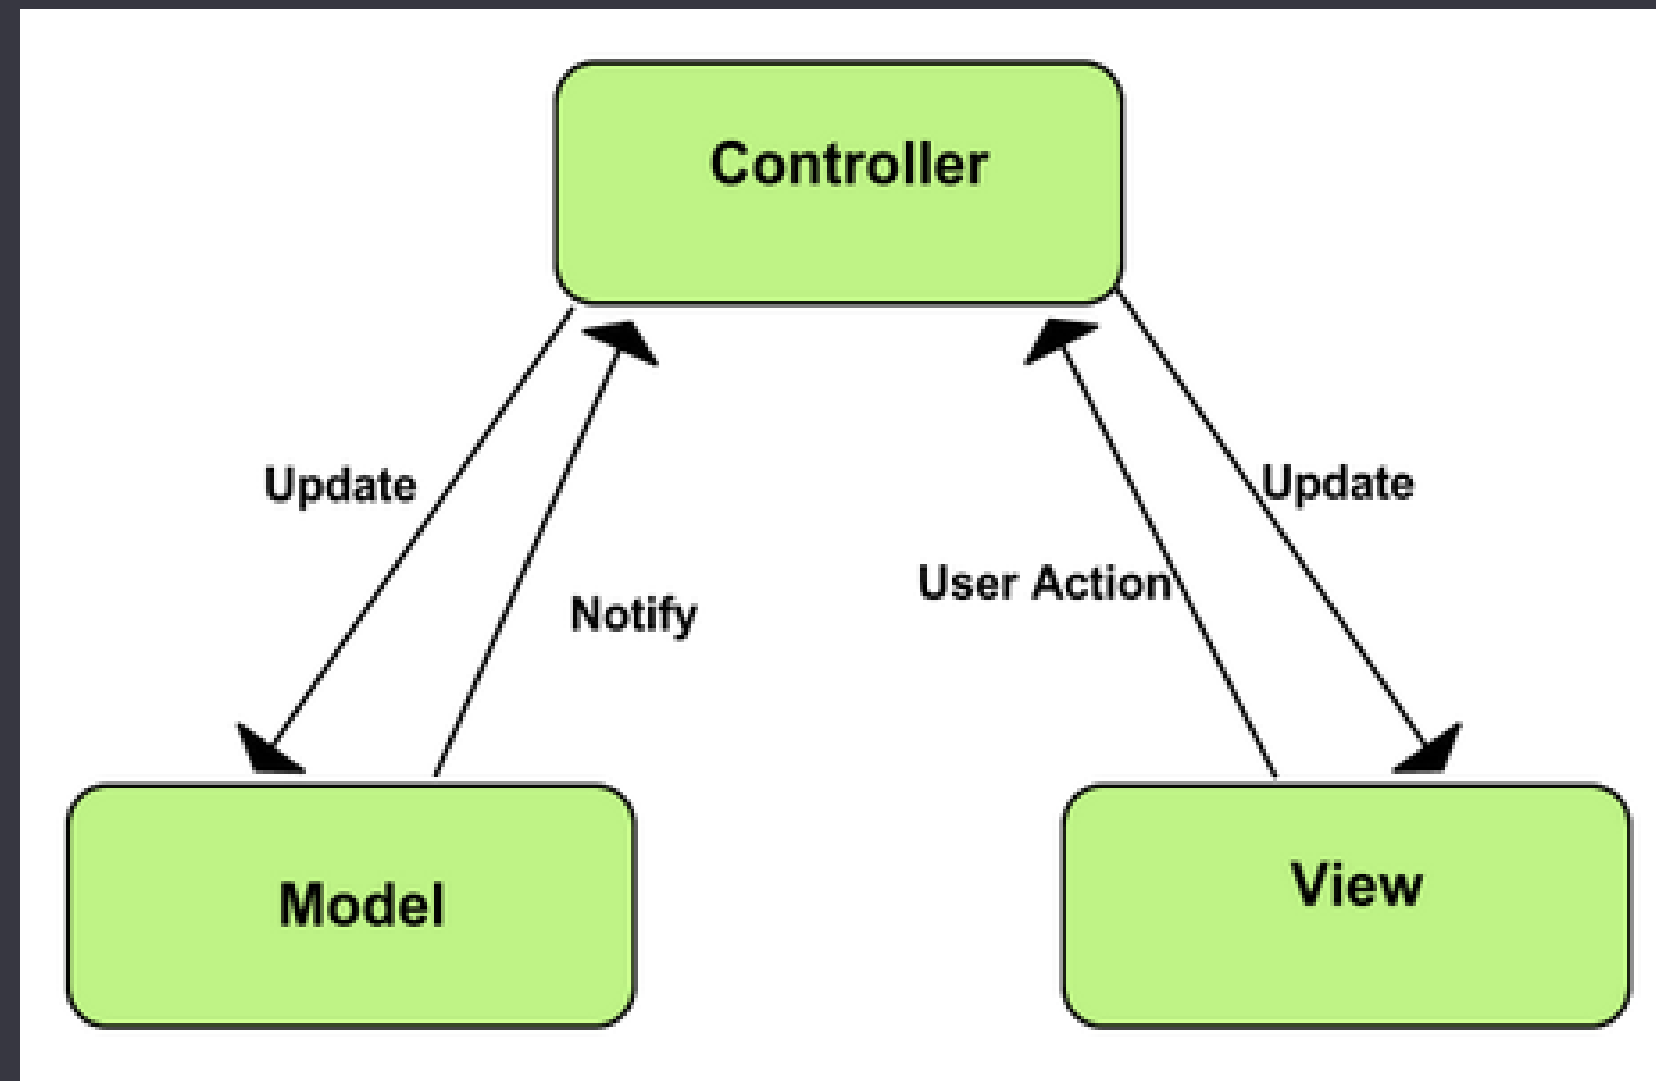 Controller
Update
Update
User Action
Notify
Model
View